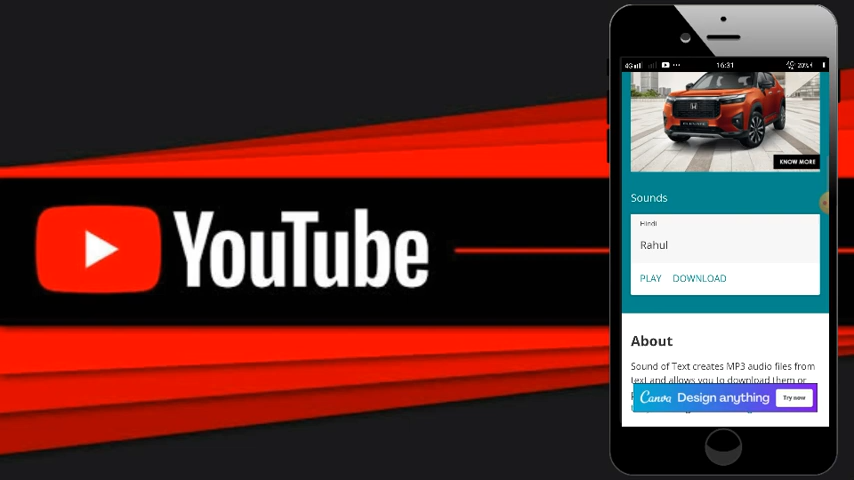 YouTube
16:31
KNOW MORE
Sounds
Hindi
Rahul
PLAY DOWNLOAD
About
Sound of Text creates MP3 audio files from
text and allows you to download them or
Canva Design anything Try now